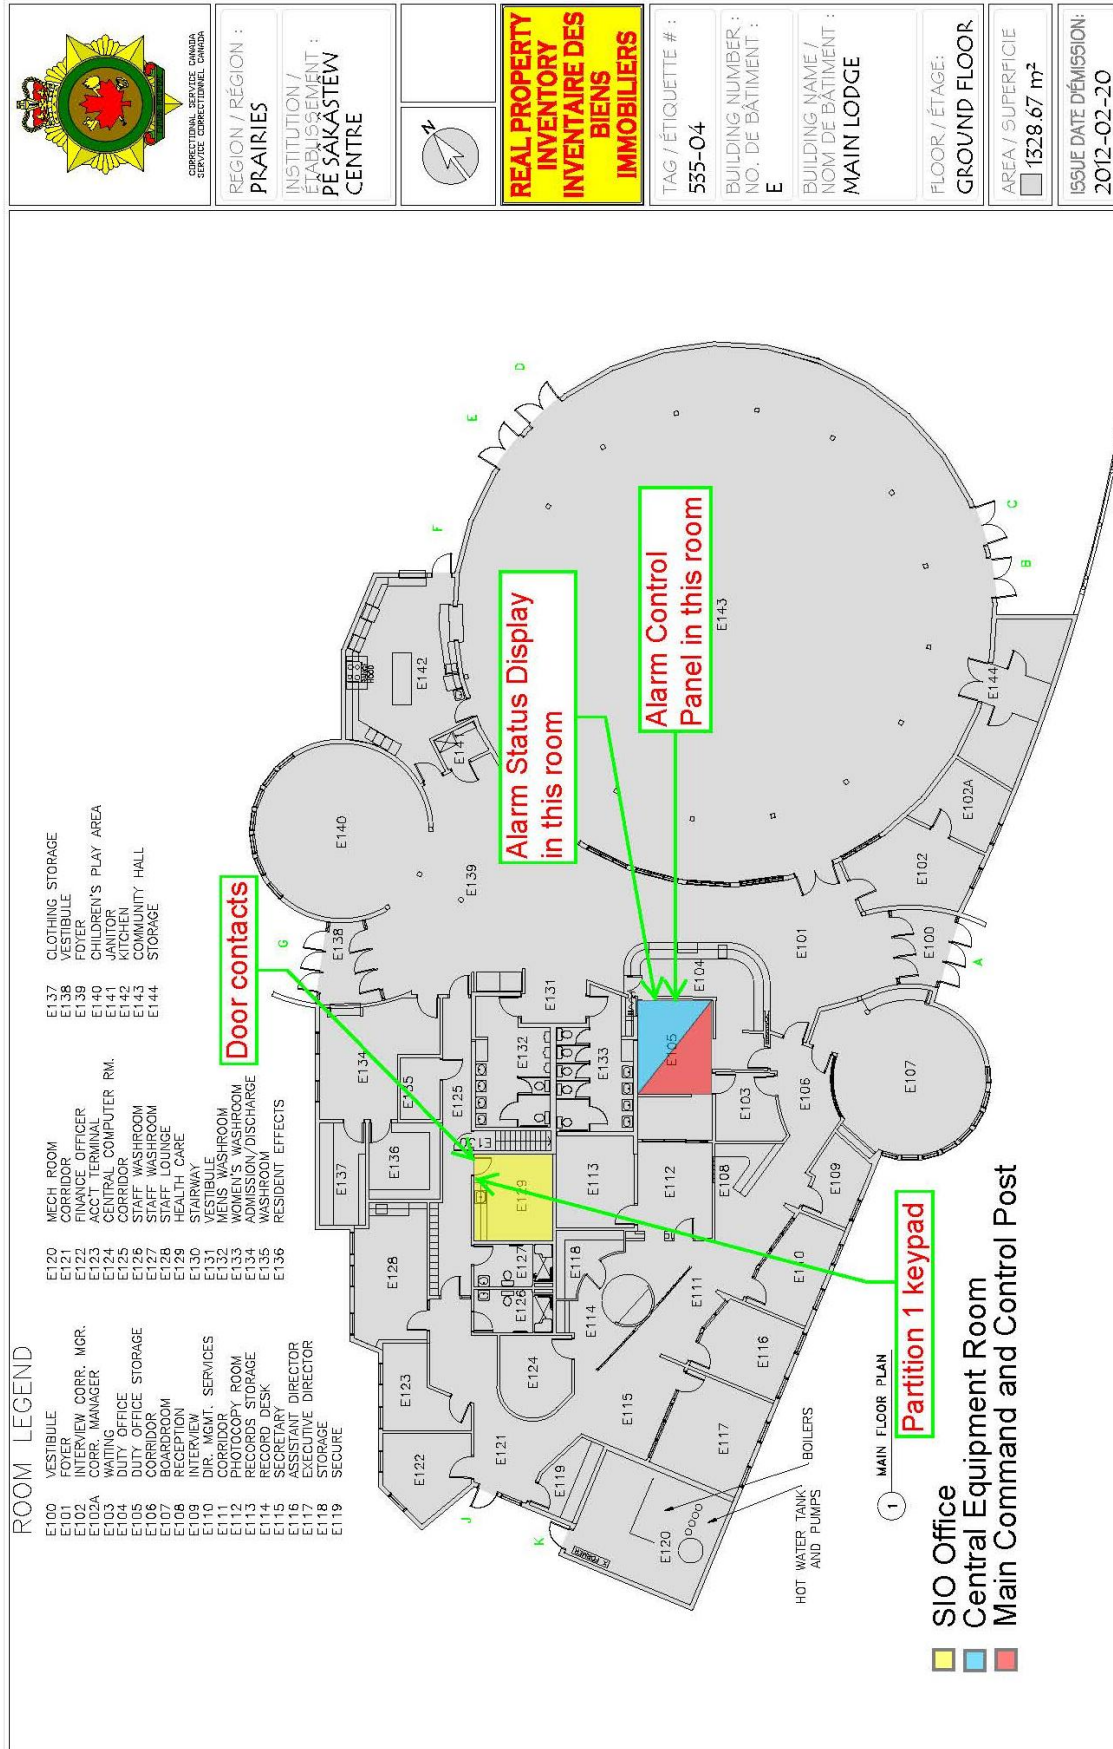 ROOM LEGEND
E100 VESTIBULE
E101 FOYER
E102 INTERVIEW CORR. MGR.
E102A CORR. MANAGER
E103 WAITING
E104 DUTY OFFICE
E105 DUTY OFFICE STORAGE
E106 CORRIDOR
E107 BOARDROOM
E108 RECEPTION
E109 INTERVIEW
E110 DIR. MGMT. SERVICES
E111 CORRIDOR
E112 PHOTOCOPY ROOM
E113 RECORDS STORAGE
E114 RECORD DESK
E115 SECRETARY
E116 ASSISTANT DIRECTOR
E117 EXECUTIVE DIRECTOR
E118 STORAGE
E119 SECURE
E120 MECH ROOM
E121 CORRIDOR
E122 FINANCE OFFICER
E123 ACCT TERMINAL
E124 CENTRAL COMPUTER RM.
E125 CORRIDOR
E126 STAFF WASHROOM
E127 STAFF WASHROOM
E128 STAFF LOUNGE
E129 HEALTH CARE
E130 STAIRWAY
E131 VESTIBULE
E132 MENS WASHROOM
E133 WOMEN'S WASHROOM
E134 ADMISSION/DISCHARGE
E135 WASHROOM
E136 RESIDENT EFFECTS
E137 CLOTHING STORAGE
E138 VESTIBULE
E139 FOYER
E140 CHILDREN'S PLAY AREA
E141 JANITOR
E142 KITCHEN
E143 COMMUNITY HALL
E144 STORAGE
Door contacts
Alarm Status Display
in this room
Alarm Control
Panel in this room
Partition 1 keypad
G
F
E
D
C
B
A
J
K
E137
E134
E138
E140
E136
E135
E128
E125
E123
E122
E142
E141
E139
E131
E132
E130
E129
E127
E126
E124
E121
E133
E118
E113
E114
E119
E115
E120
E105
E104
E143
E112
E103
E108
E111
E101
E106
E116
E110
E109
E117
E107
E100
E102
E102A
E144
HOT WATER TANK
AND PUMPS
BOILERS
1 MAIN FLOOR PLAN
SIO Office
Central Equipment Room
Main Command and Control Post
CORRECTIONAL SERVICE CANADA
SERVICE CORRECTIONNEL CANADA
REGION / RÉGION :
PRAIRIES
INSTITUTION /
ÉTABLISSEMENT :
PÊ SÂKÂSTÊW
CENTRE
N
REAL PROPERTY
INVENTORY
INVENTAIRE DES
BIENS
IMMOBILIERS
TAG / ÉTIQUETTE # :
535-04
BUILDING NUMBER :
NO. DE BÂTIMENT :
E
BUILDING NAME /
NOM DE BÂTIMENT :
MAIN LODGE
FLOOR / ÉTAGE:
GROUND FLOOR
AREA / SUPERFICIE
1328.67 m²
ISSUE DATE D'ÉMISSION:
2012-02-20